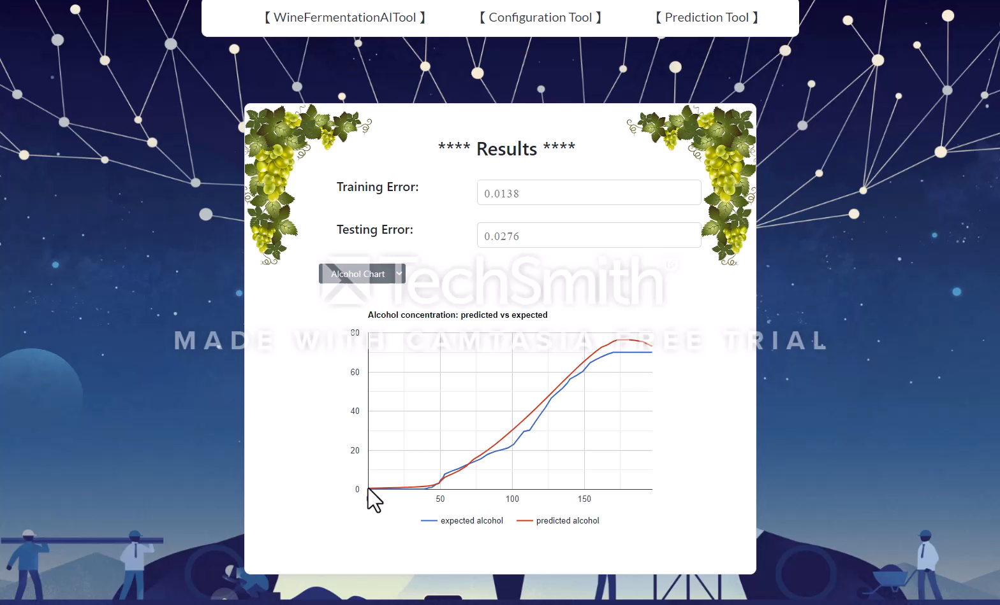 【 WineFermentationAITool 】 【 Configuration Tool 】 【 Prediction Tool 】
**** Results ****
Training Error: 0.0138
Testing Error: 0.0276
Alcohol Chart
TechSmith®
Alcohol concentration: predicted vs expected
MADE WITH CAMTASIA FREE TRIAL
80
60
40
20
0
50 100 150
expected alcohol predicted alcohol